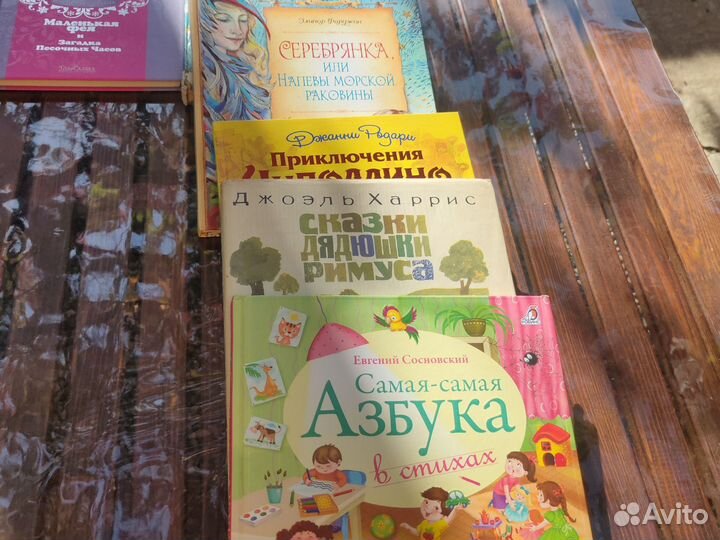 Маленькая
фея
и
Загадка
Песочных Часов
Элинор Фарджон
Серебрянка,
или
Напевы морской
раковины
Джанни Родари
Приключения
Чиполлино
Джоэль Харрис
Сказки
дядюшки
Римуса
Евгений Сосновский
Самая-самая
Азбука
в стихах
Avito